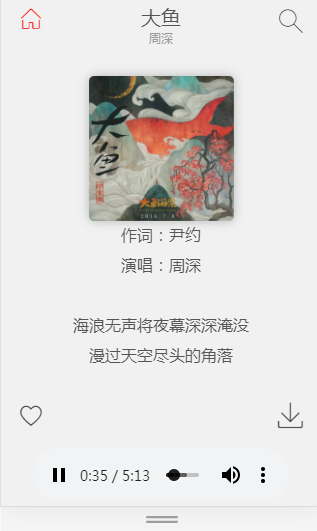 大鱼
周深
大鱼
大鱼海棠
2016.7.8
作词：尹约
演唱：周深
海浪无声将夜幕深深淹没
漫过天空尽头的角落
0:35 / 5:13